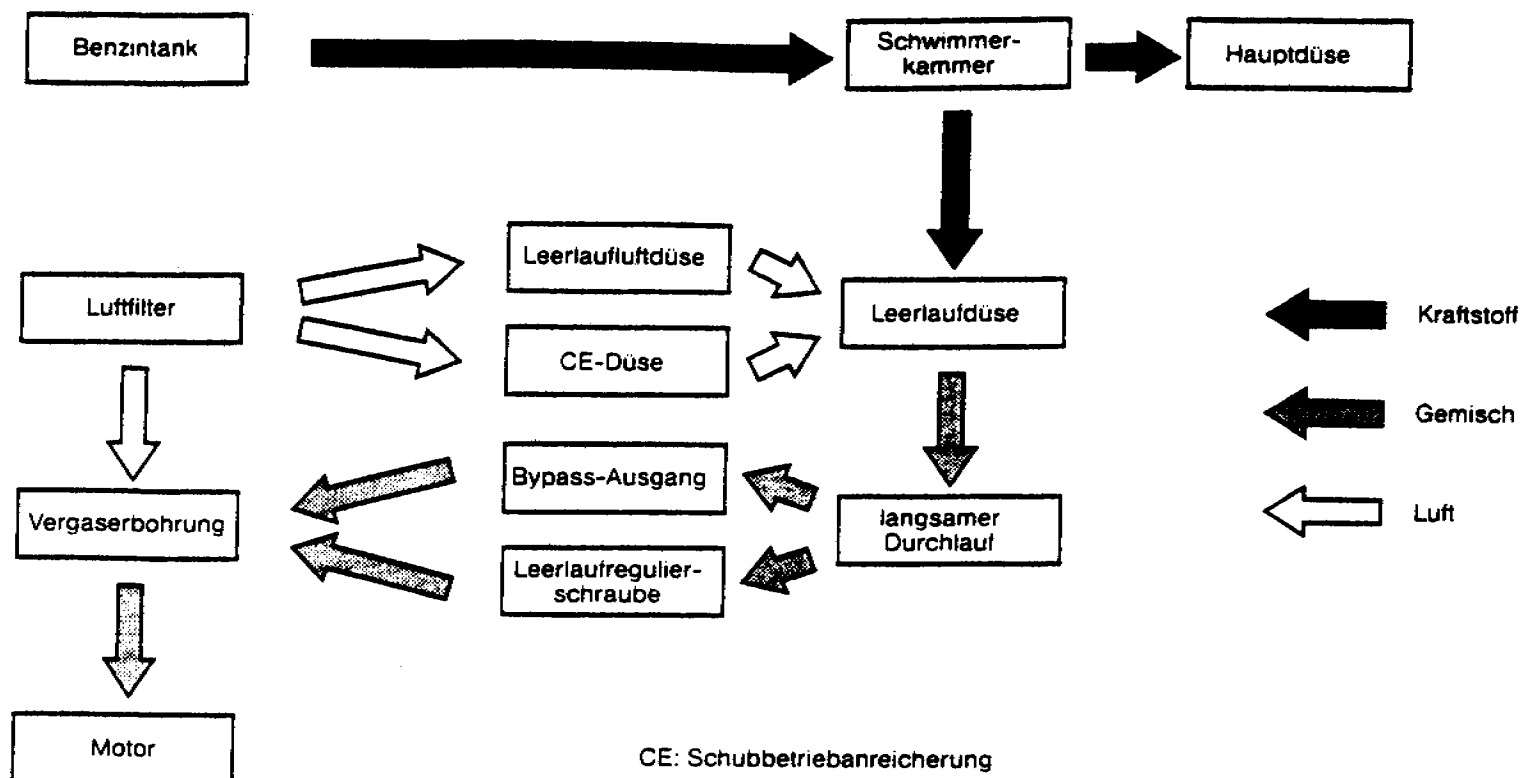 Benzintank
Schwimmer-
kammer
Hauptdüse
Leerlaufluftdüse
Luftfilter
Leerlaufdüse
Kraftstoff
CE-Düse
Gemisch
Bypass-Ausgang
Vergaserbohrung
langsamer
Durchlauf
Luft
Leerlaufregulier-
schraube
Motor
CE: Schubbetriebanreicherung